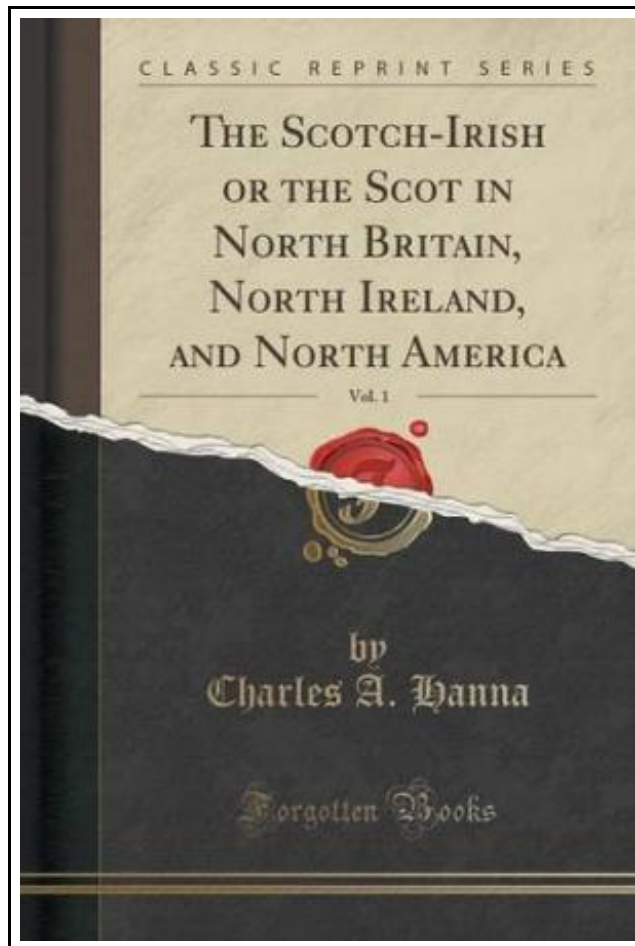 CLASSIC REPRINT SERIES
THE SCOTCH-IRISH
OR THE SCOT IN
NORTH BRITAIN,
NORTH IRELAND,
AND NORTH AMERICA
Vol. 1
by
Charles A. Hanna
Forgotten Books